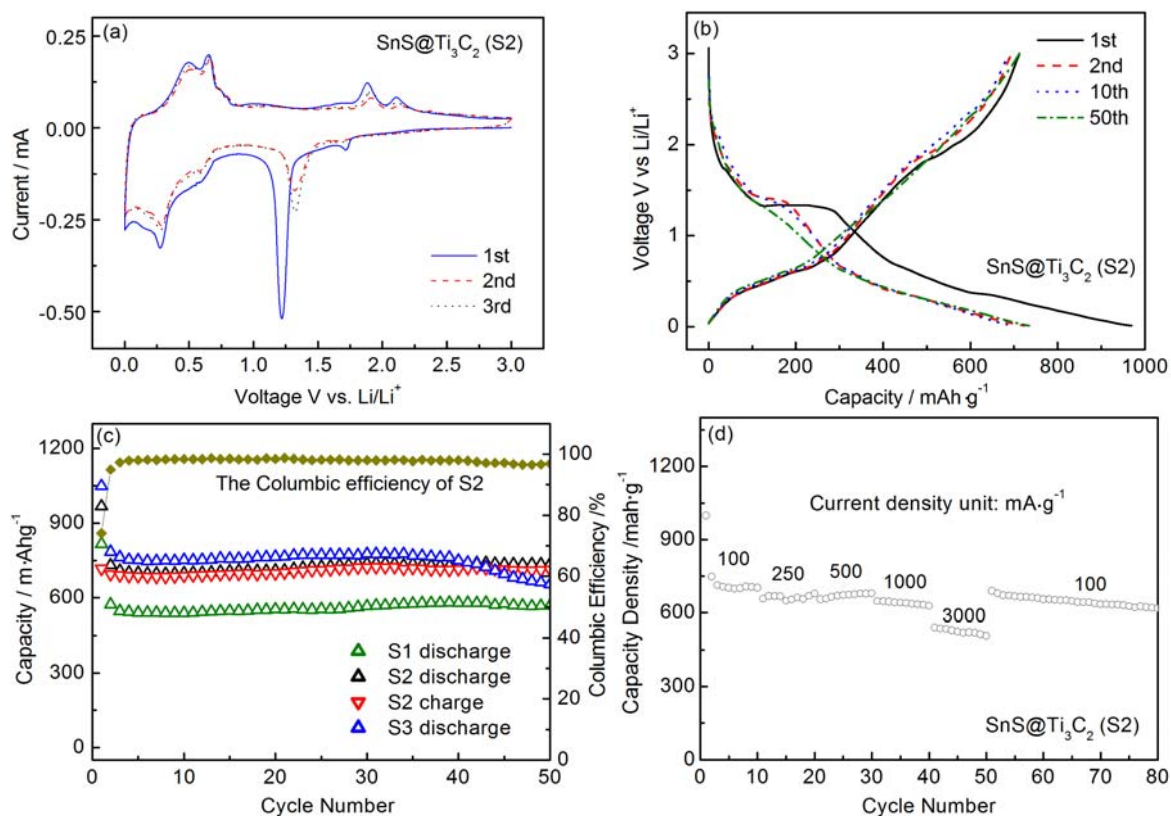 (a)
SnS@Ti₃C₂ (S2)
0.25
0.00
-0.25
-0.50
Current / mA
1st
2nd
3rd
0.0 0.5 1.0 1.5 2.0 2.5 3.0
Voltage V vs. Li/Li⁺
(b)
1st
2nd
10th
50th
3
2
1
0
Voltage V vs Li/Li⁺
SnS@Ti₃C₂ (S2)
0 200 400 600 800 1000
Capacity / mAh·g⁻¹
(c)
The Columbic efficiency of S2
1200
900
600
300
0
Capacity / m·Ahg⁻¹
100
80
60
40
20
0
Columbic Efficiency /%
S1 discharge
S2 discharge
S2 charge
S3 discharge
0 10 20 30 40 50
Cycle Number
(d)
Current density unit: mA·g⁻¹
1200
900
600
300
0
Capacity Density /mah·g⁻¹
100 250 500 1000 3000 100
SnS@Ti₃C₂ (S2)
0 10 20 30 40 50 60 70 80
Cycle Number